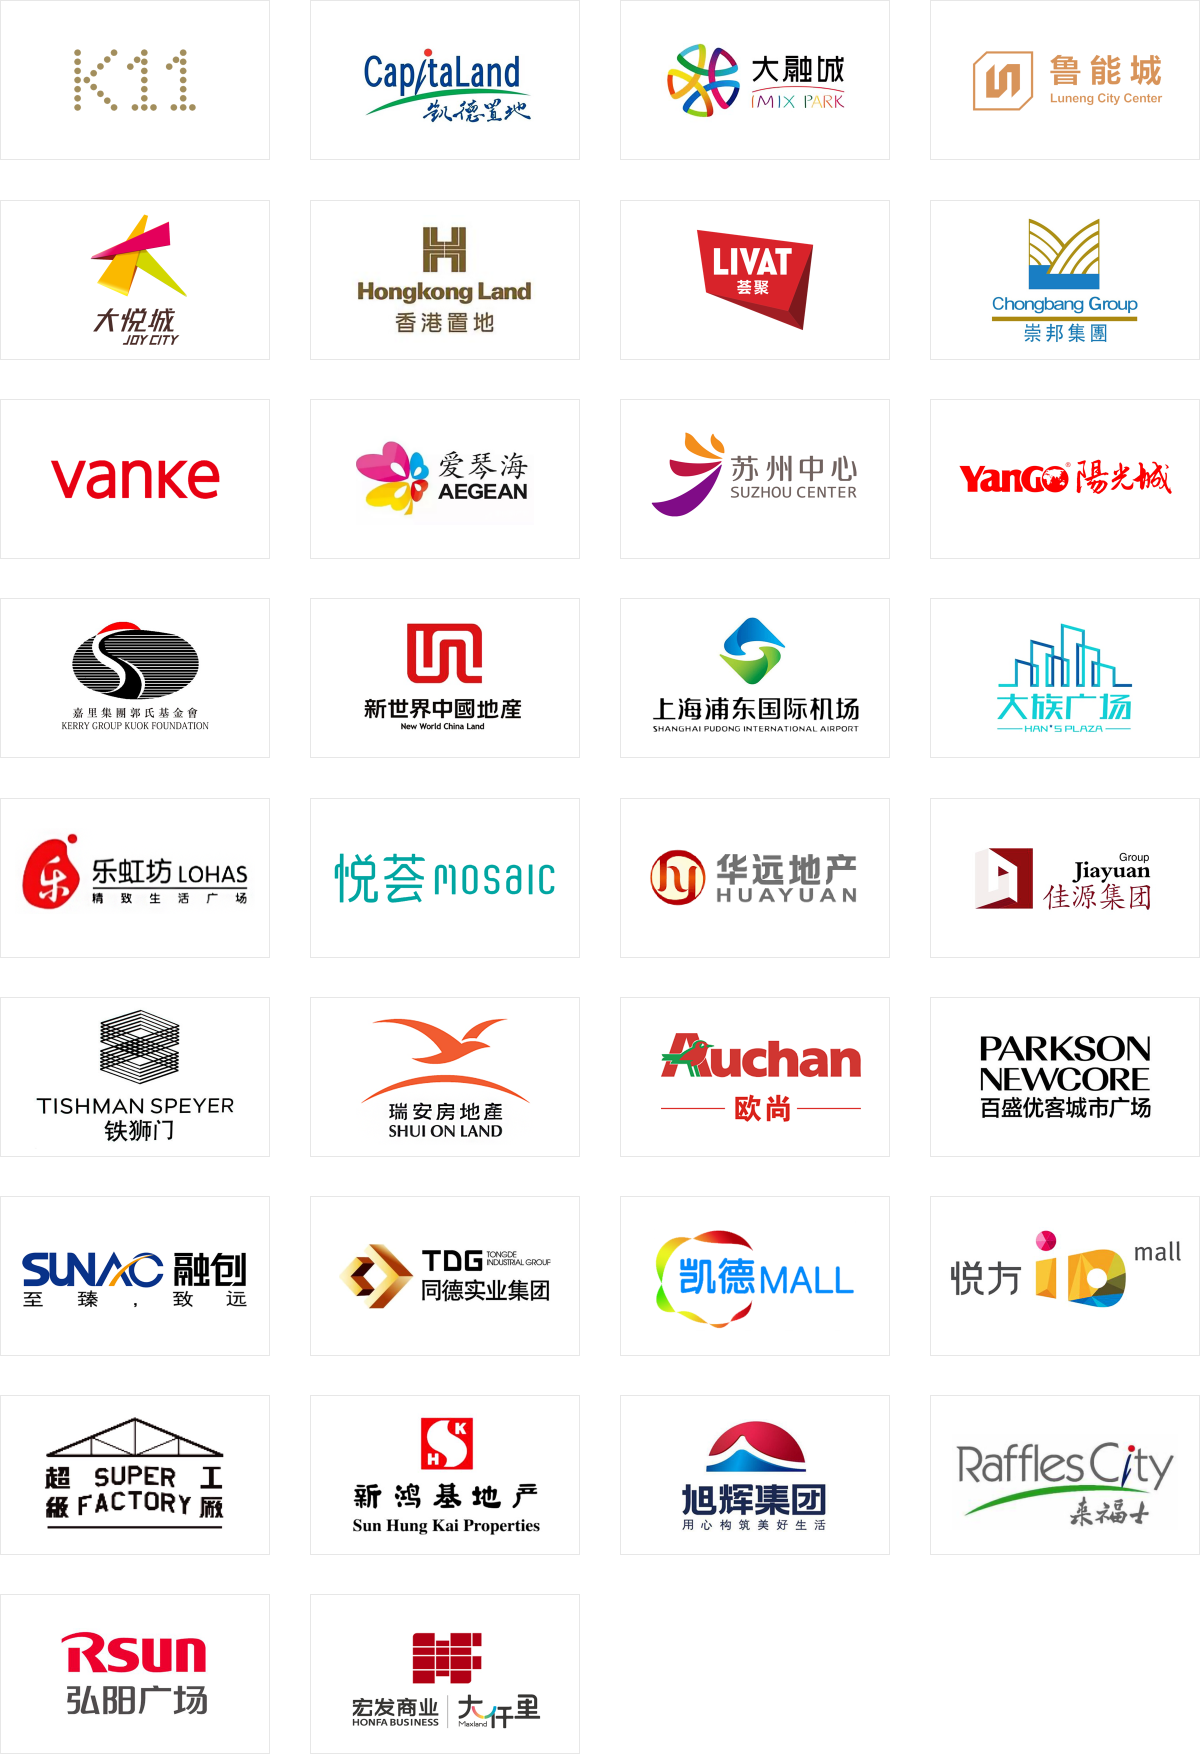 K11
CapitaLand
凯德置地
大融城
IMIX PARK
鲁能城
Luneng City Center
大悦城
JOY CITY
H
Hongkong Land
香港置地
LIVAT
荟聚
Chongbang Group
崇邦集團
vanke
爱琴海
AEGEAN
苏州中心
SUZHOU CENTER
YanGO® 陽光城
嘉里集團郭氏基金會
KERRY GROUP KUOK FOUNDATION
新世界中國地産
New World China Land
上海浦东国际机场
SHANGHAI PUDONG INTERNATIONAL AIRPORT
大族广场
HAN'S PLAZA
乐
乐虹坊 LOHAS
精致生活广场
悦荟 mosaic
hy
华远地产
HUAYUAN
Group
Jiayuan
佳源集团
TISHMAN SPEYER
铁狮门
瑞安房地產
SHUI ON LAND
Auchan
欧尚
PARKSON
NEWCORE
百盛优客城市广场
SUNAC 融创
至臻，致远
TDG TONGDE
INDUSTRIAL GROUP
同德实业集团
凯德MALL
悦方 iD mall
超 SUPER 工
級 FACTORY 厰
SHK
新鸿基地产
Sun Hung Kai Properties
旭辉集团
用心构筑美好生活
Raffles City
来福士
Rsun
弘阳广场
宏发商业
HONFA BUSINESS
大仟里
Maxland